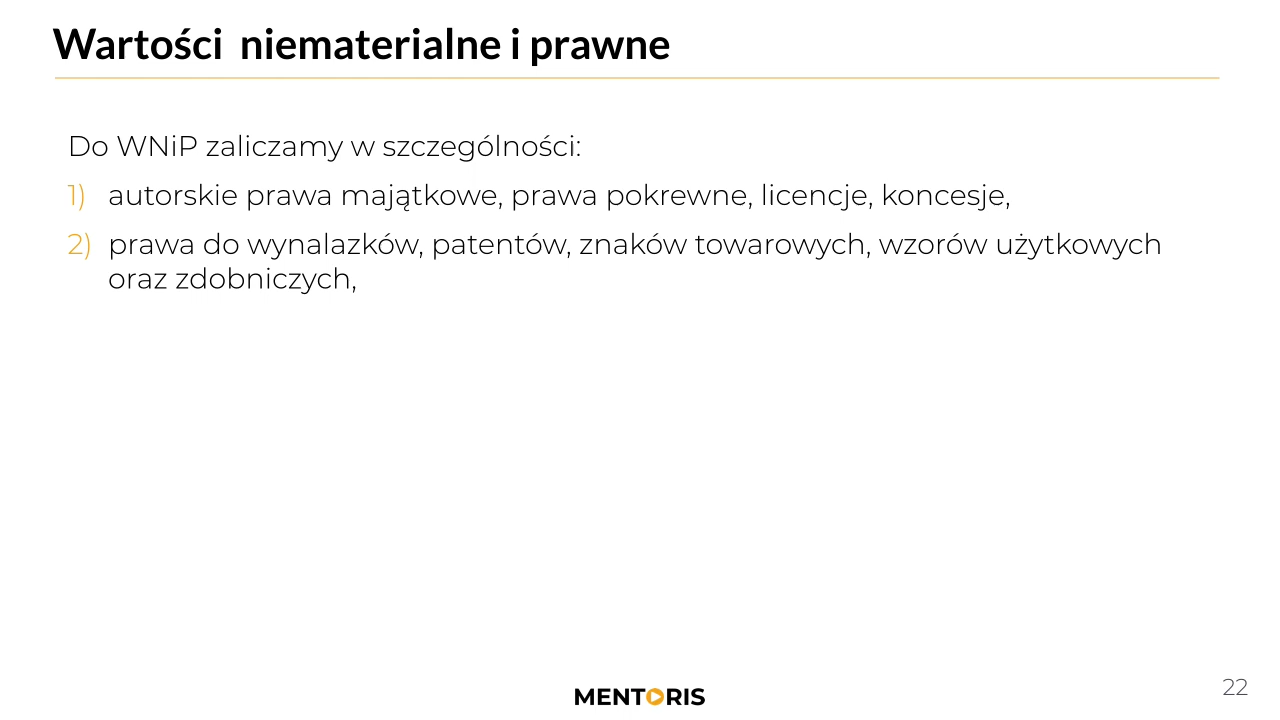 Wartości  niematerialne i prawne
Do WNiP zaliczamy w szczególności:
1) autorskie prawa majątkowe, prawa pokrewne, licencje, koncesje,
2) prawa do wynalazków, patentów, znaków towarowych, wzorów użytkowych
oraz zdobniczych,
MENTORIS
22